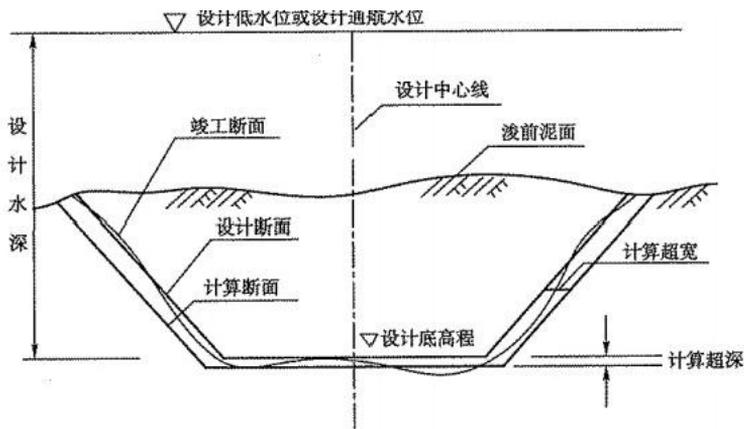 设计低水位或设计通航水位
设计中心线
竣工断面
浚前泥面
设计水深
设计断面
计算超宽
计算断面
设计底高程
计算超深